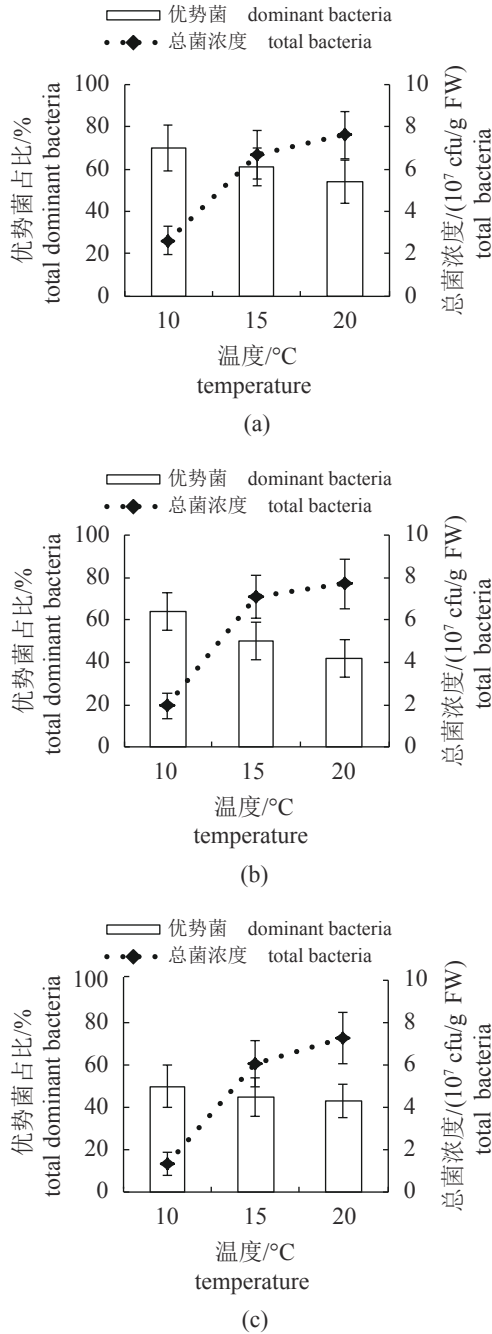 优势菌 dominant bacteria
总菌浓度 total bacteria
优势菌占比/%
total dominant bacteria
100
80
60
40
20
0
10
8
6
4
2
0
总菌浓度/(10⁷ cfu/g FW)
total bacteria
10 15 20
温度/°C
temperature
(a)
优势菌 dominant bacteria
总菌浓度 total bacteria
优势菌占比/%
total dominant bacteria
100
80
60
40
20
0
10
8
6
4
2
0
总菌浓度/(10⁷ cfu/g FW)
total bacteria
10 15 20
温度/°C
temperature
(b)
优势菌 dominant bacteria
总菌浓度 total bacteria
优势菌占比/%
total dominant bacteria
100
80
60
40
20
0
10
8
6
4
2
0
总菌浓度/(10⁷ cfu/g FW)
total bacteria
10 15 20
温度/°C
temperature
(c)